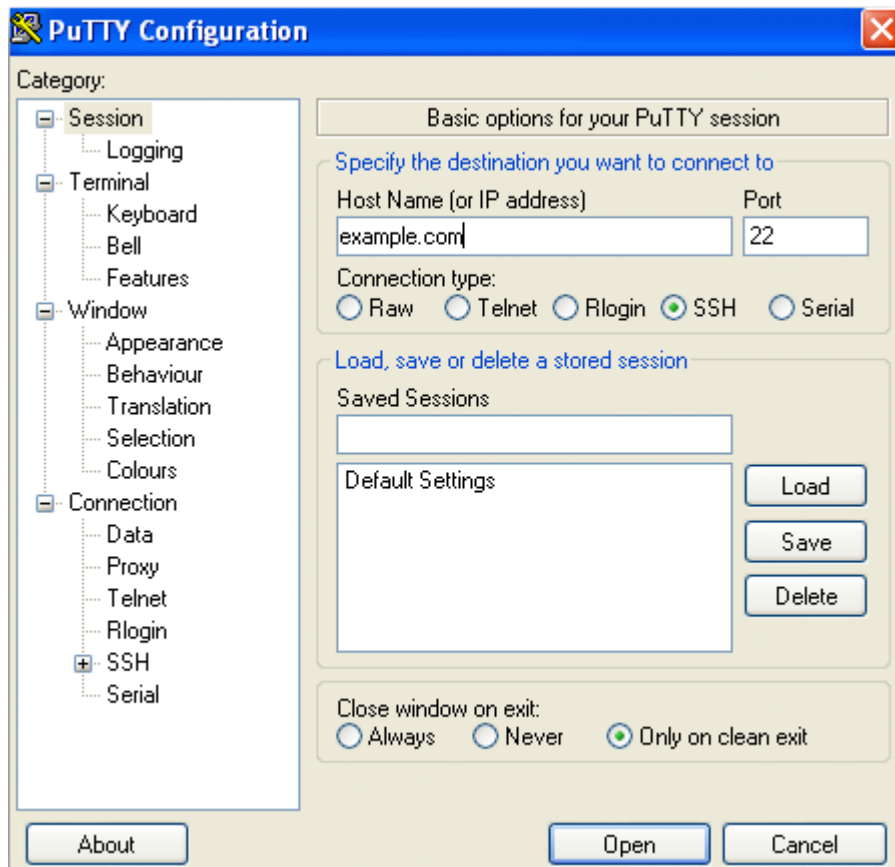 PuTTY Configuration
Category:
Session
Logging
Terminal
Keyboard
Bell
Features
Window
Appearance
Behaviour
Translation
Selection
Colours
Connection
Data
Proxy
Telnet
Rlogin
SSH
Serial
Basic options for your PuTTY session
Specify the destination you want to connect to
Host Name (or IP address) Port
example.com 22
Connection type:
Raw Telnet Rlogin SSH Serial
Load, save or delete a stored session
Saved Sessions
Default Settings
Load
Save
Delete
Close window on exit:
Always Never Only on clean exit
About Open Cancel